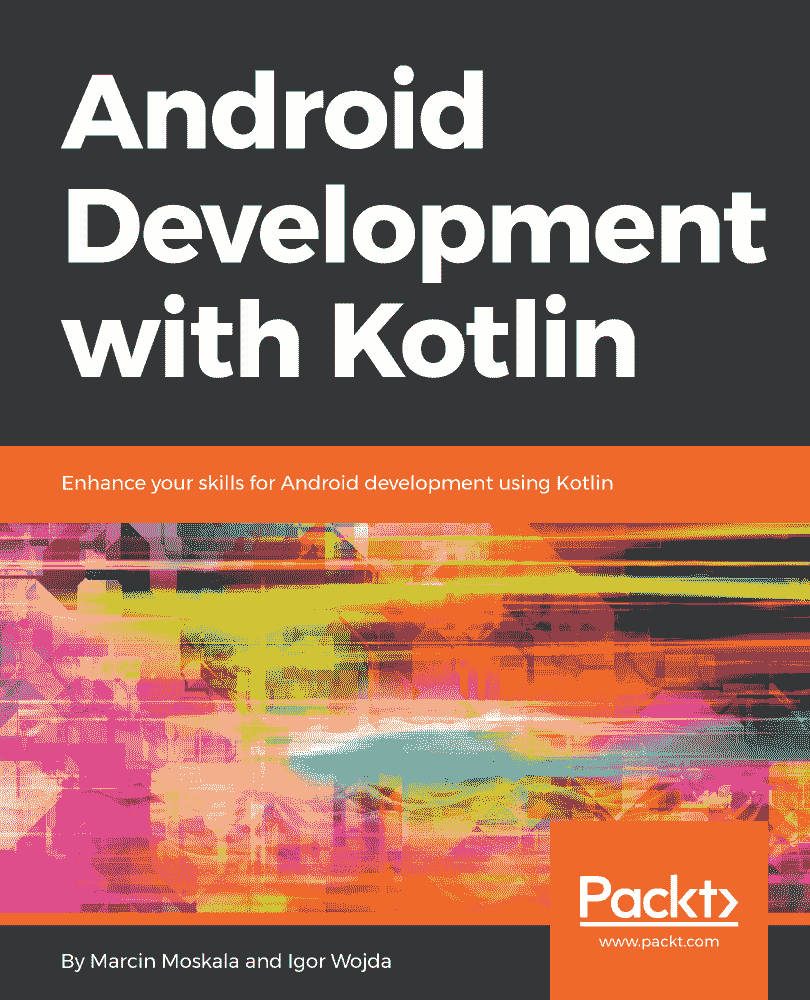 Android
Development
with Kotlin
Enhance your skills for Android development using Kotlin
Packt>
www.packt.com
By Marcin Moskala and Igor Wojda